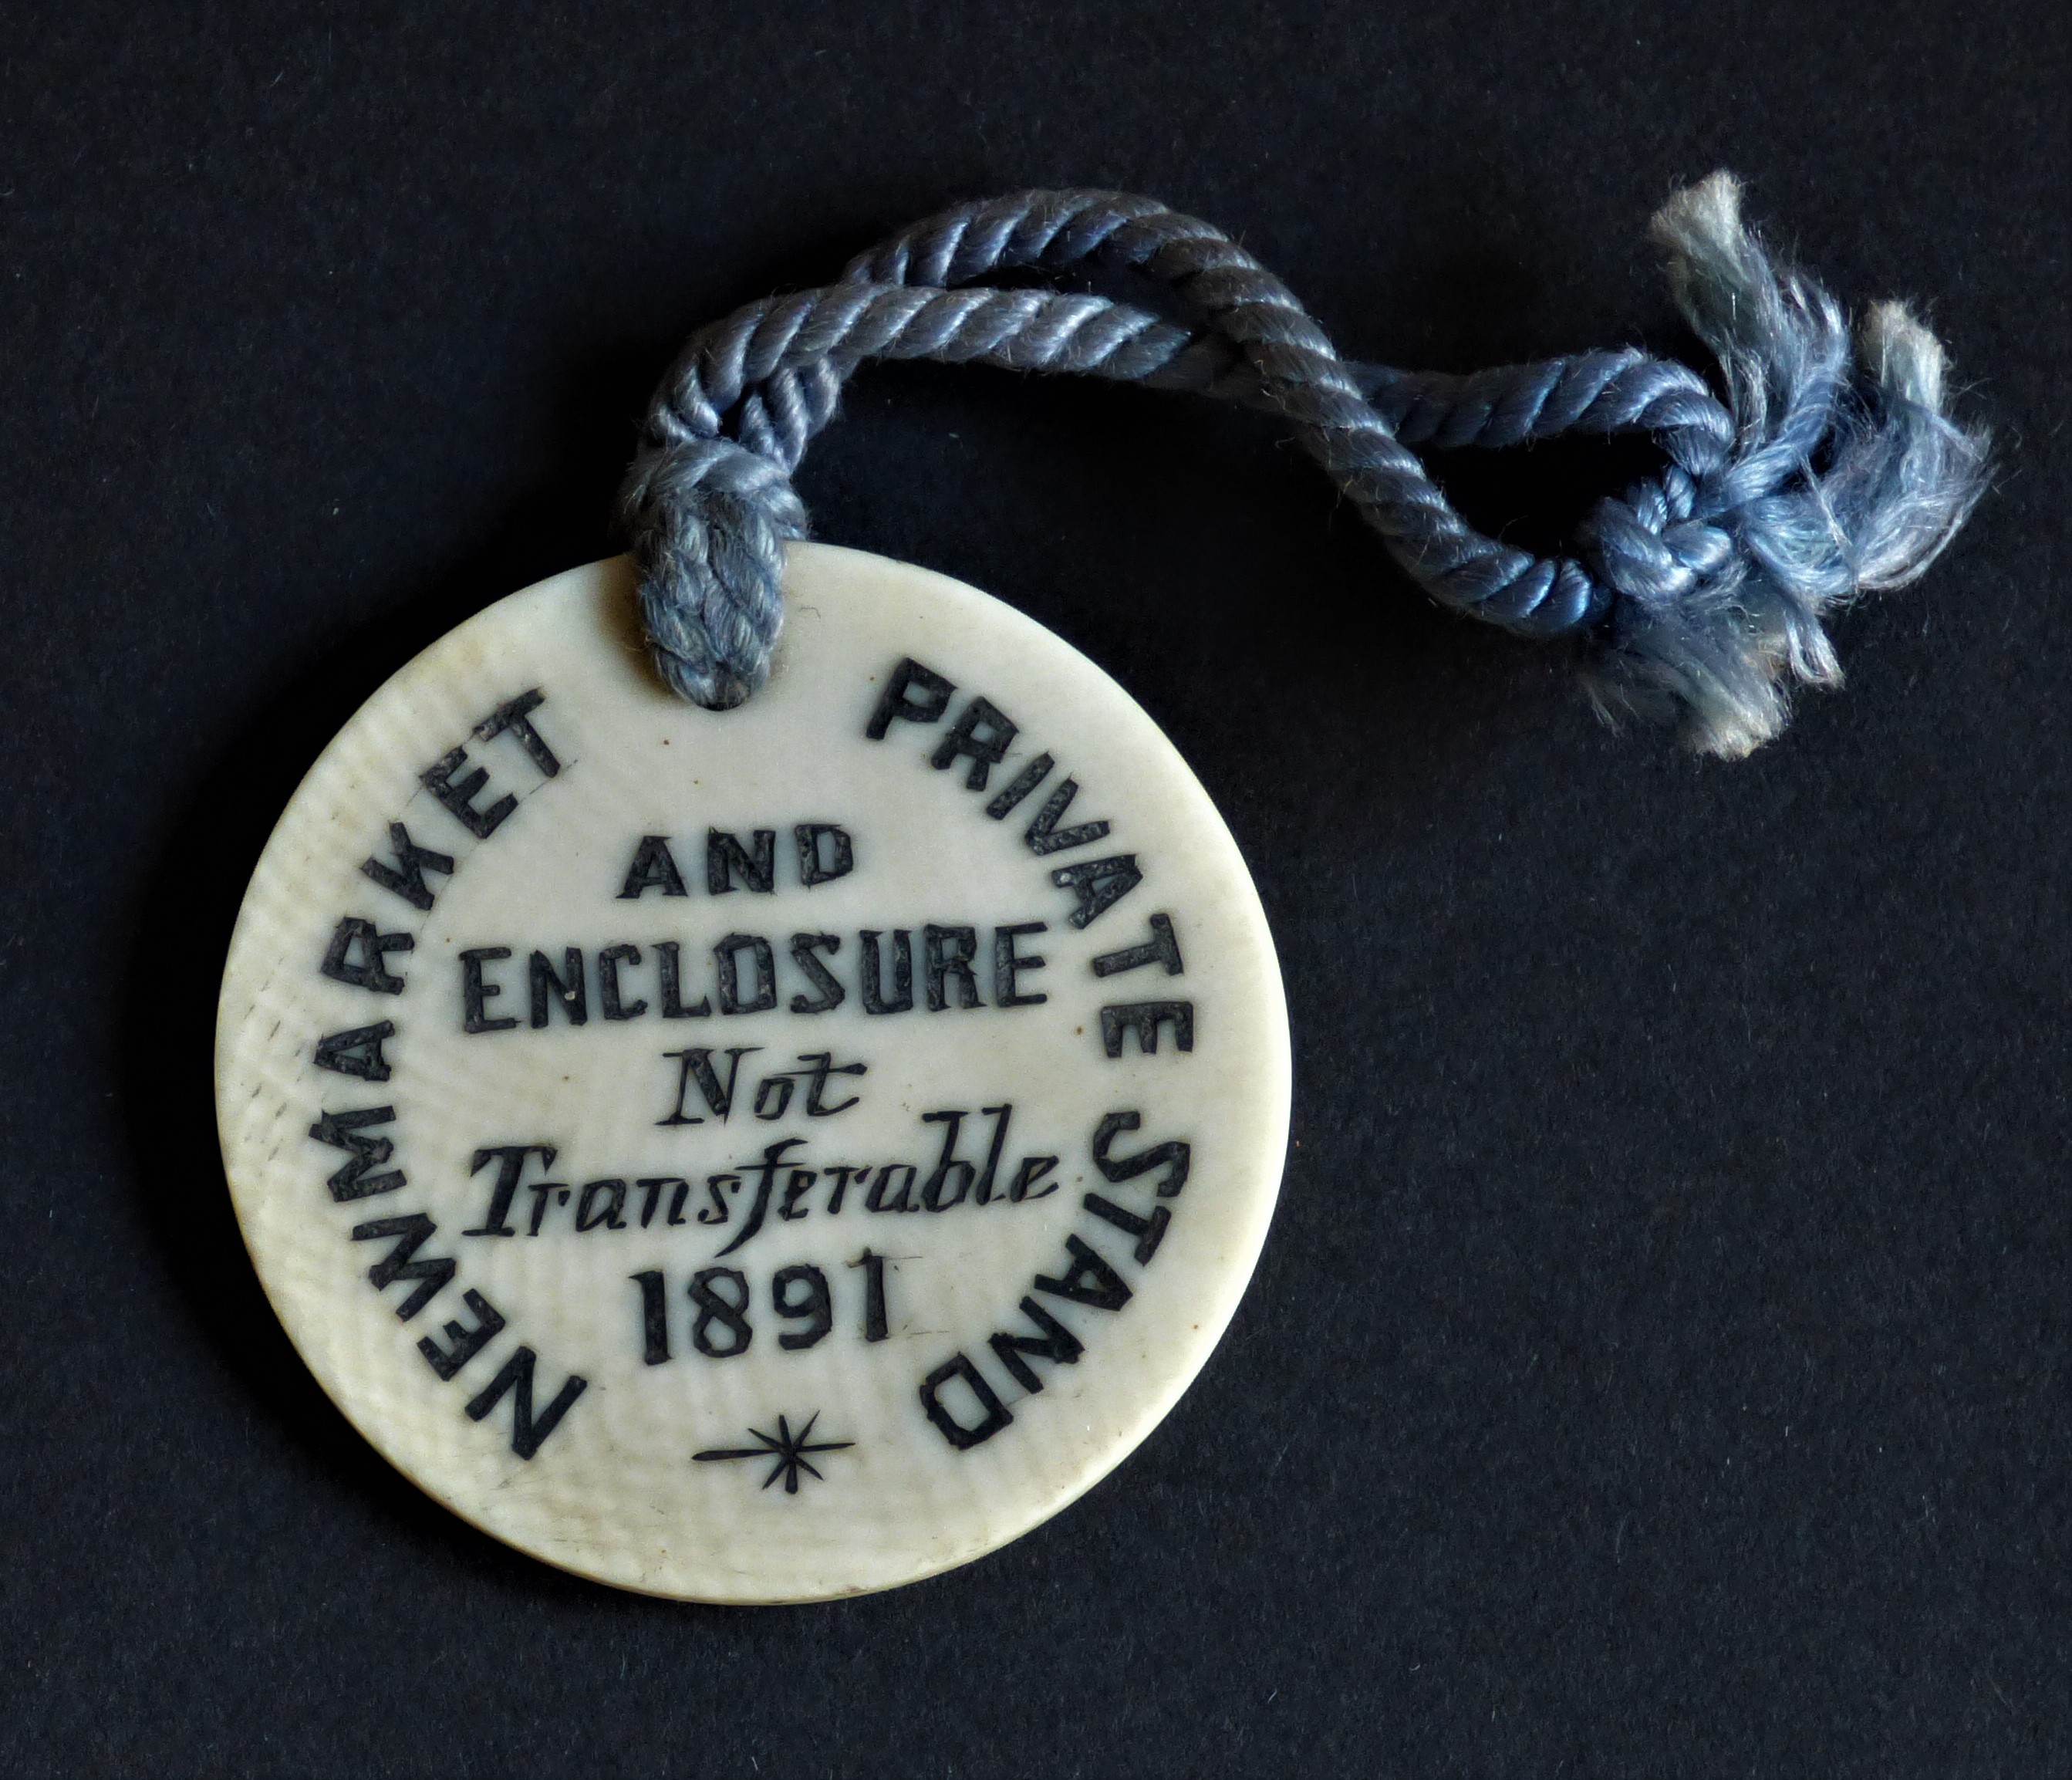 NEWMARKET PRIVATE STAND
AND
ENCLOSURE
Not
Transferable
1891